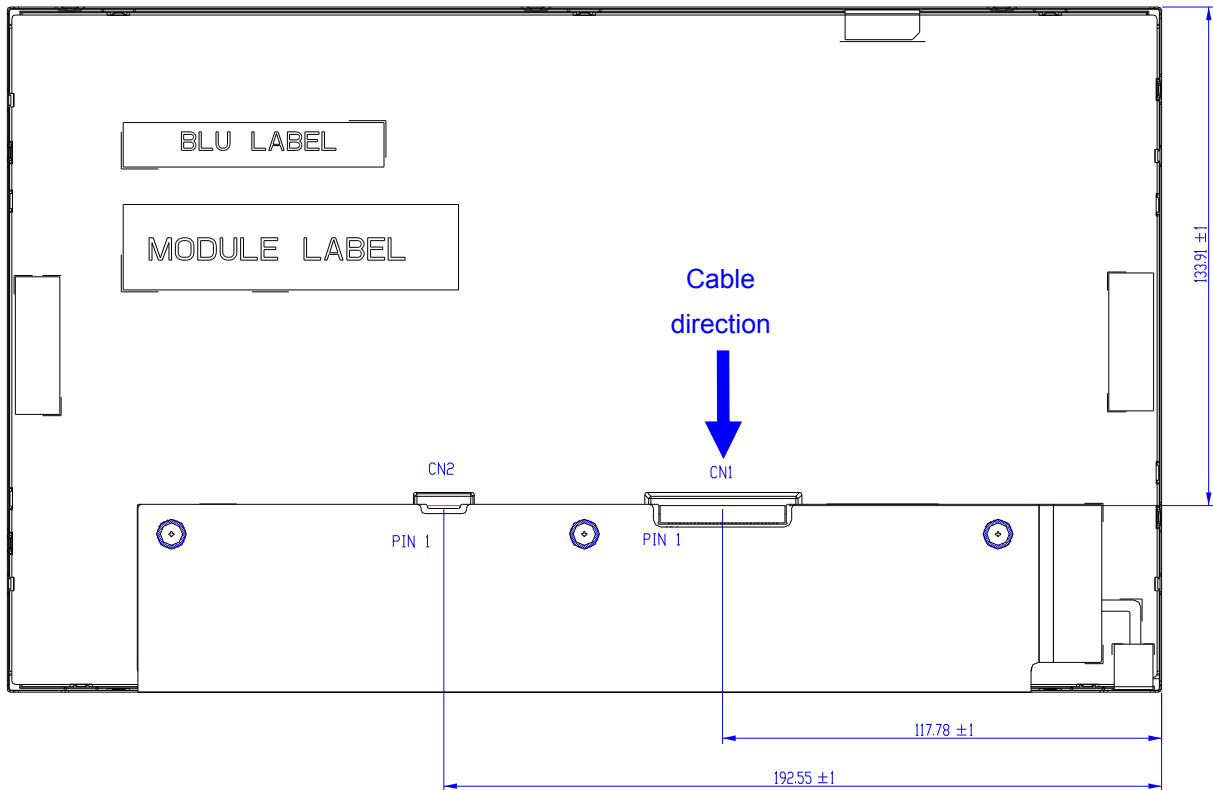 BLU LABEL
MODULE LABEL
133.91 ±1
Cable
direction
CN2
CN1
PIN 1
PIN 1
117.78 ±1
192.55 ±1